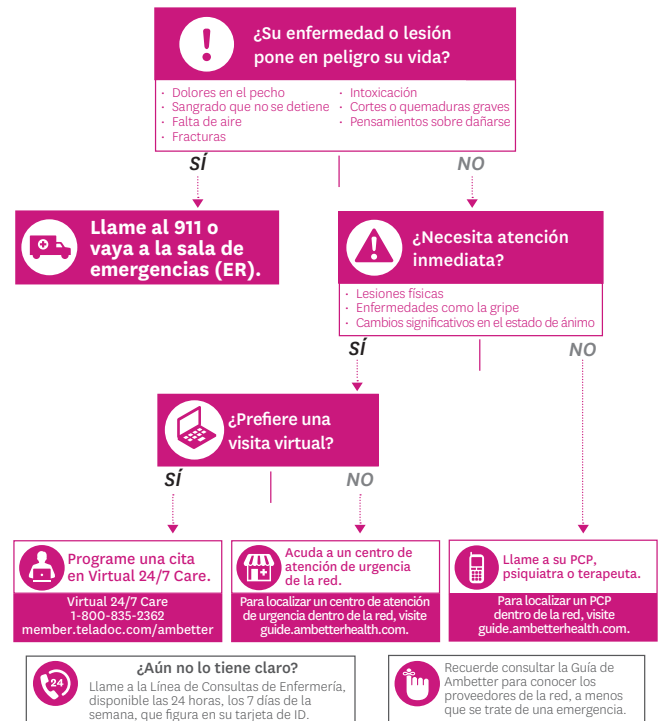 ¿Su enfermedad o lesión
pone en peligro su vida?
· Dolores en el pecho
· Sangrado que no se detiene
· Falta de aire
· Fracturas
· Intoxicación
· Cortes o quemaduras graves
· Pensamientos sobre dañarse
SÍ
NO
Llame al 911 o
vaya a la sala de
emergencias (ER).
¿Necesita atención
inmediata?
· Lesiones físicas
· Enfermedades como la gripe
· Cambios significativos en el estado de ánimo
SÍ
NO
¿Prefiere una
visita virtual?
SÍ
NO
Programe una cita
en Virtual 24/7 Care.
Virtual 24/7 Care
1-800-835-2362
member.teladoc.com/ambetter
Acuda a un centro de
atención de urgencia
de la red.
Para localizar un centro de atención
de urgencia dentro de la red, visite
guide.ambetterhealth.com.
Llame a su PCP,
psiquiatra o terapeuta.
Para localizar un PCP
dentro de la red, visite
guide.ambetterhealth.com.
24
¿Aún no lo tiene claro?
Llame a la Línea de Consultas de Enfermería,
disponible las 24 horas, los 7 días de la
semana, que figura en su tarjeta de ID.
Recuerde consultar la Guía de
Ambetter para conocer los
proveedores de la red, a menos
que se trate de una emergencia.